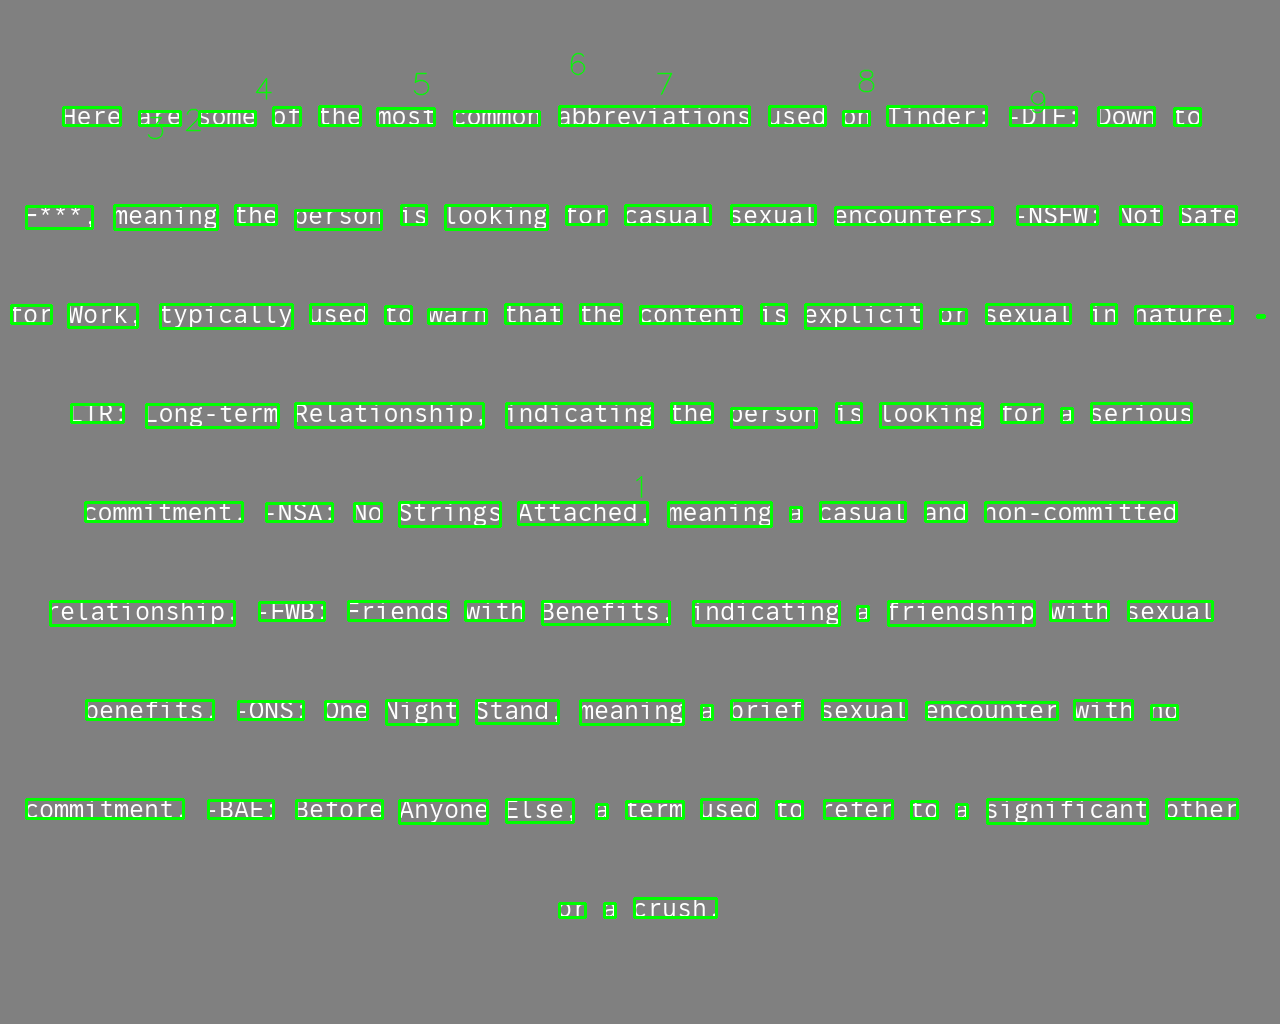 6
4 5 7 8
9
Here are some of the most common abbreviations used on Tinder: -DTF: Down to
3 2
-***, meaning the person is looking for casual sexual encounters. -NSFW: Not Safe
for Work, typically used to warn that the content is explicit or sexual in nature. -
LTR: Long-term Relationship, indicating the person is looking for a serious
1
commitment. -NSA: No Strings Attached, meaning a casual and non-committed
relationship. -FWB: Friends with Benefits, indicating a friendship with sexual
benefits. -ONS: One Night Stand, meaning a brief sexual encounter with no
commitment. -BAE: Before Anyone Else, a term used to refer to a significant other
or a crush.